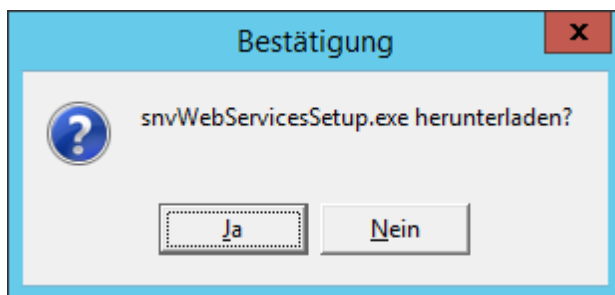 Bestätigung
x
snvWebServicesSetup.exe herunterladen?
Ja
Nein